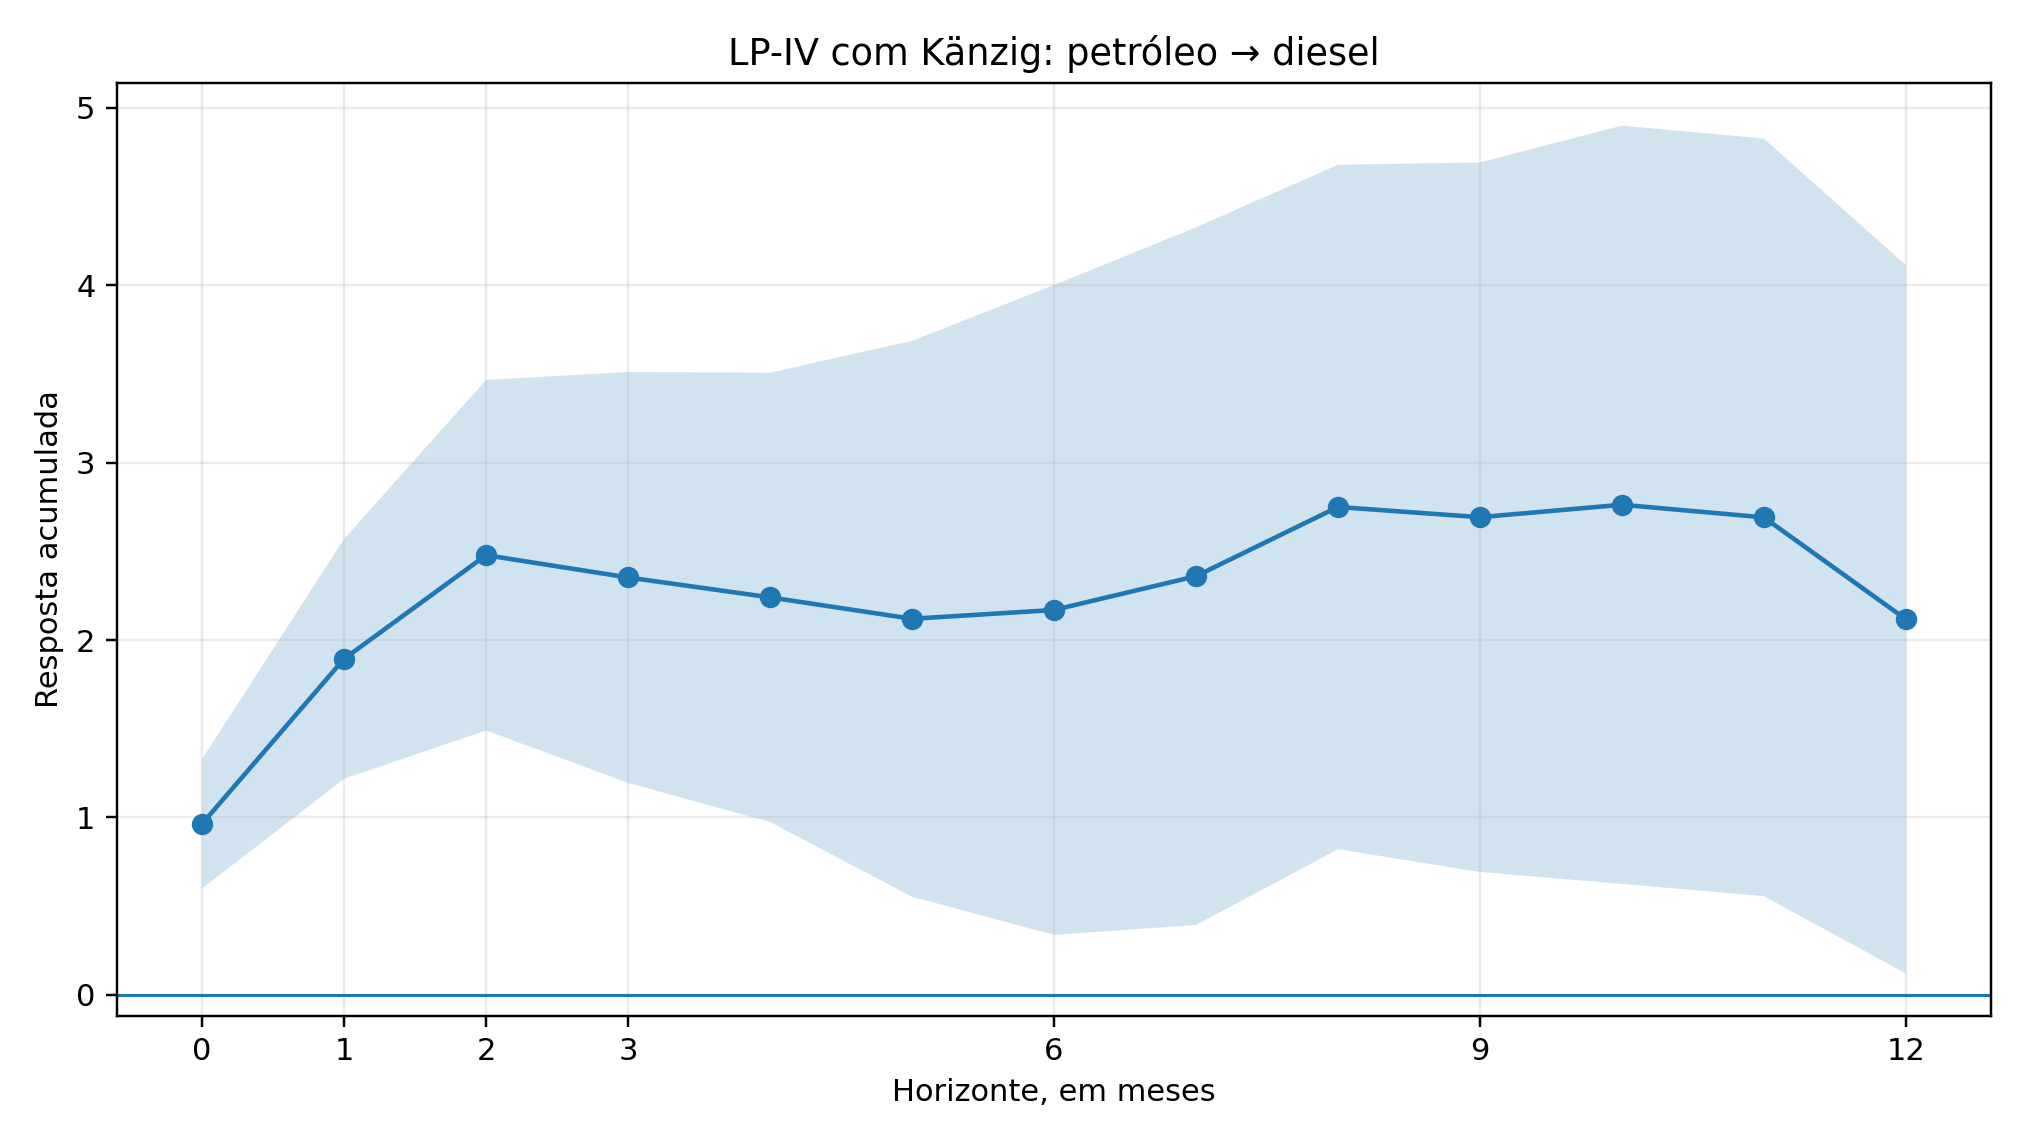 LP-IV com Känzig: petróleo → diesel
Resposta acumulada
5
4
3
2
1
0
0 1 2 3 6 9 12
Horizonte, em meses